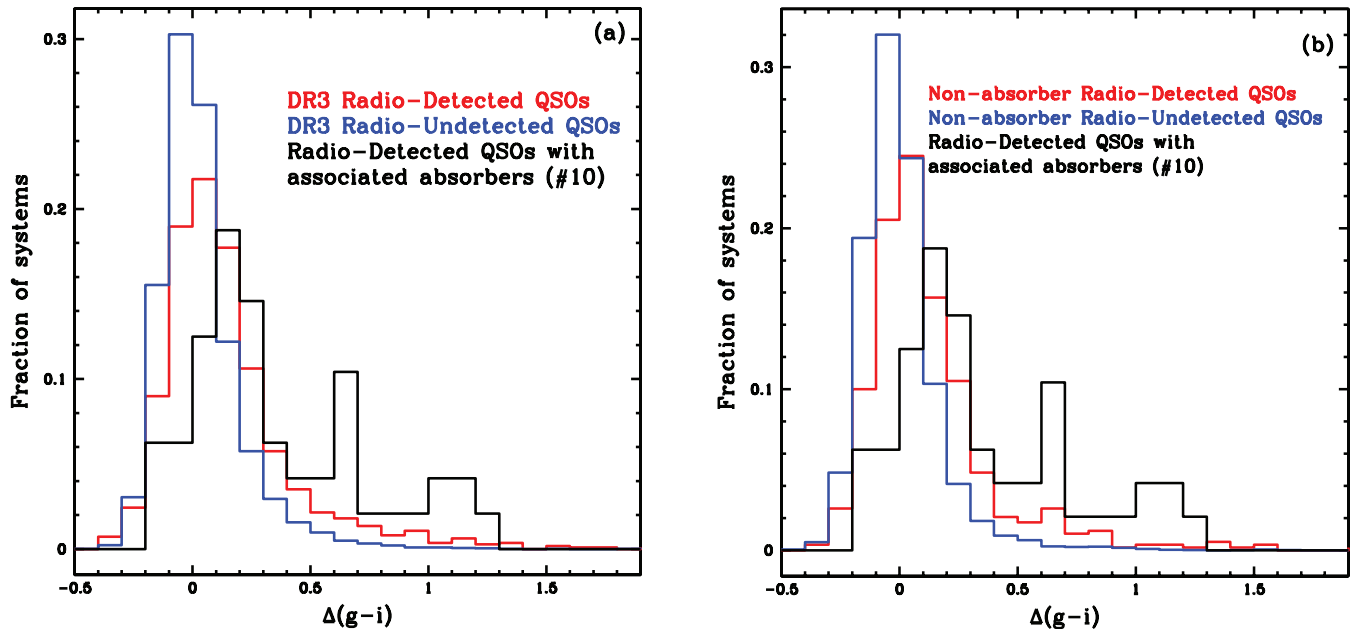 (a)
DR3 Radio-Detected QSOs
DR3 Radio-Undetected QSOs
Radio-Detected QSOs with
associated absorbers (#10)
Fraction of systems
0.3
0.2
0.1
0
-0.5
0
0.5
1
1.5
Δ(g-i)
(b)
Non-absorber Radio-Detected QSOs
Non-absorber Radio-Undetected QSOs
Radio-Detected QSOs with
associated absorbers (#10)
Fraction of systems
0.3
0.2
0.1
0
-0.5
0
0.5
1
1.5
Δ(g-i)